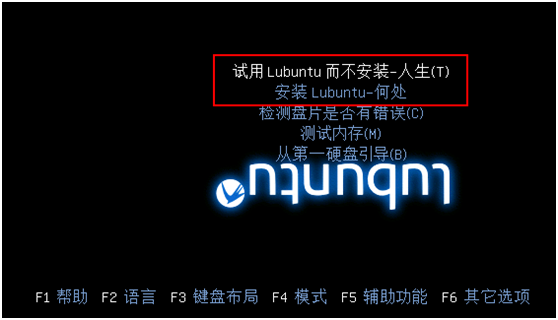 试用 Lubuntu 而不安装-人生(T)
安装 Lubuntu-何处
检测盘片是否有错误(C)
测试内存(M)
从第一硬盘引导(B)
lubuntu
F1 帮助 F2 语言 F3 键盘布局 F4 模式 F5 辅助功能 F6 其它选项